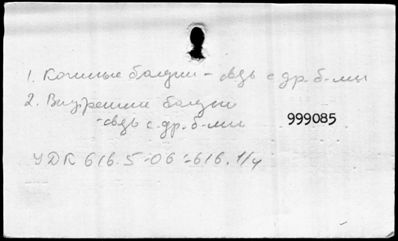 1. Кожные болезни - связь с др. б-ми
2. Внутренние болезни
- связь с др. б-ми
999085
УДК 616.5-06:616.1/4